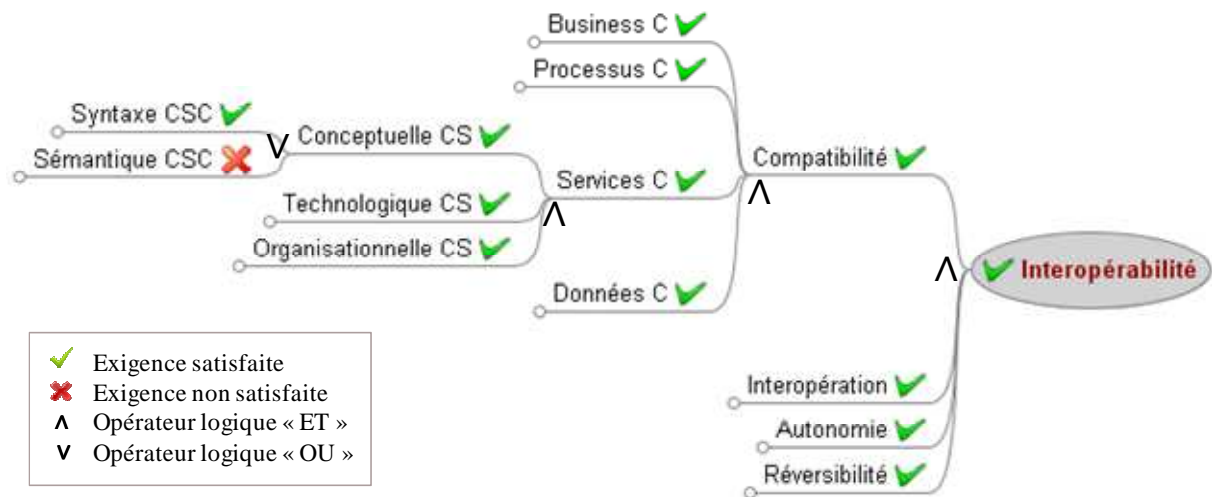 Business C
Processus C
Syntaxe CSC
Conceptuelle CS
Sémantique CSC
Compatibilité
Services C
Technologique CS
Organisationnelle CS
Interopérabilité
Données C
Exigence satisfaite
Exigence non satisfaite
Λ Opérateur logique « ET »
V Opérateur logique « OU »
Interopération
Autonomie
Réversibilité